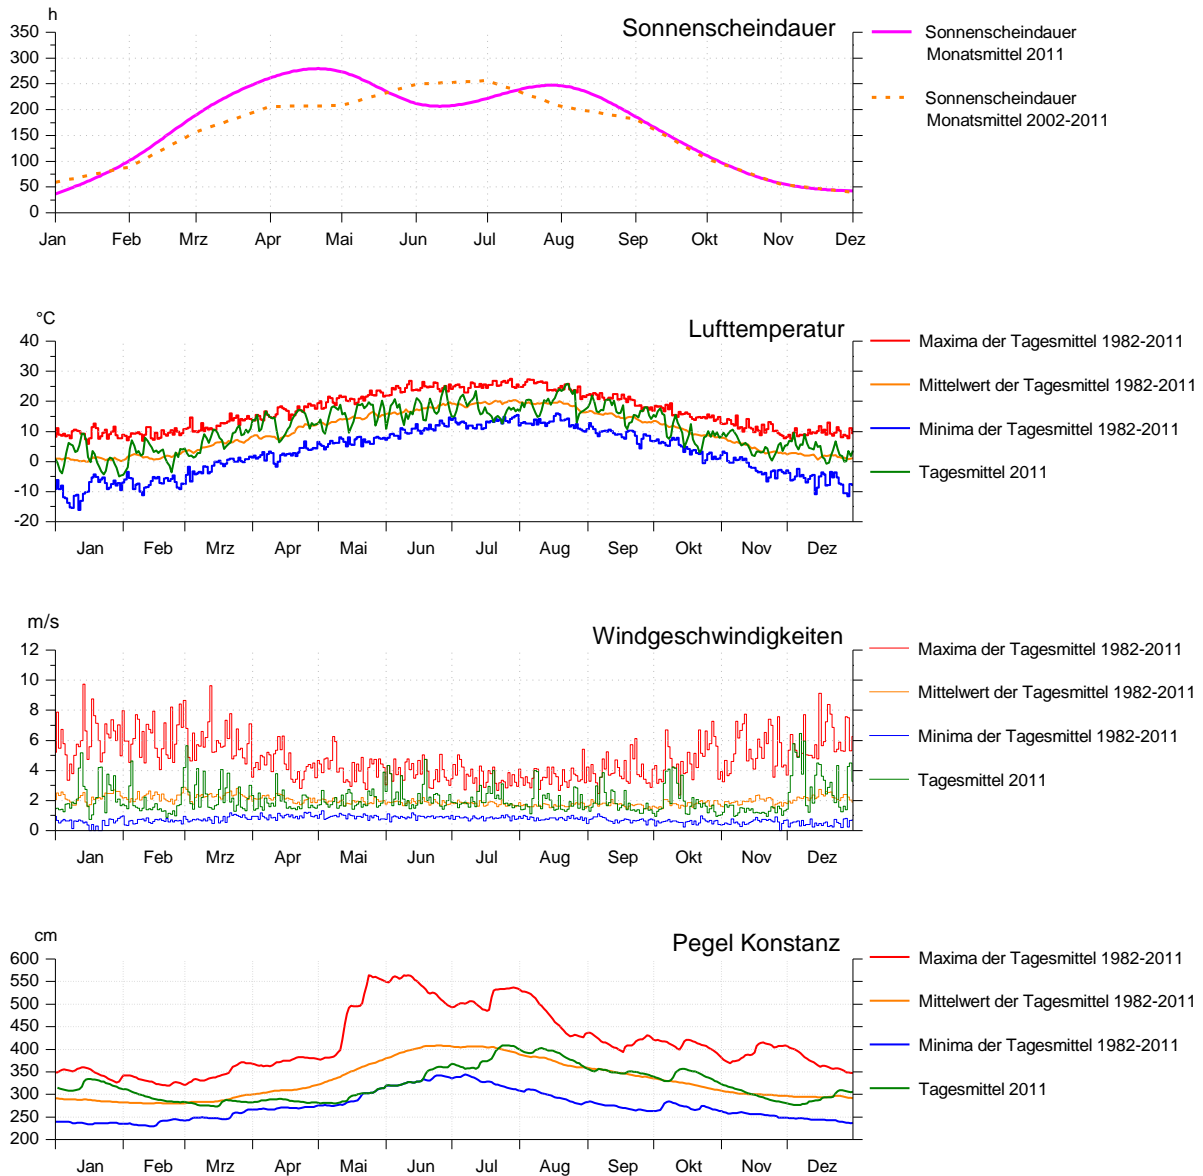 h
Sonnenscheindauer
350
300
250
200
150
100
50
0
Jan Feb Mrz Apr Mai Jun Jul Aug Sep Okt Nov Dez
Sonnenscheindauer
Monatsmittel 2011
Sonnenscheindauer
Monatsmittel 2002-2011
°C
Lufttemperatur
40
30
20
10
0
-10
-20
Jan Feb Mrz Apr Mai Jun Jul Aug Sep Okt Nov Dez
Maxima der Tagesmittel 1982-2011
Mittelwert der Tagesmittel 1982-2011
Minima der Tagesmittel 1982-2011
Tagesmittel 2011
m/s
Windgeschwindigkeiten
12
10
8
6
4
2
0
Jan Feb Mrz Apr Mai Jun Jul Aug Sep Okt Nov Dez
Maxima der Tagesmittel 1982-2011
Mittelwert der Tagesmittel 1982-2011
Minima der Tagesmittel 1982-2011
Tagesmittel 2011
cm
Pegel Konstanz
600
550
500
450
400
350
300
250
200
Jan Feb Mrz Apr Mai Jun Jul Aug Sep Okt Nov Dez
Maxima der Tagesmittel 1982-2011
Mittelwert der Tagesmittel 1982-2011
Minima der Tagesmittel 1982-2011
Tagesmittel 2011